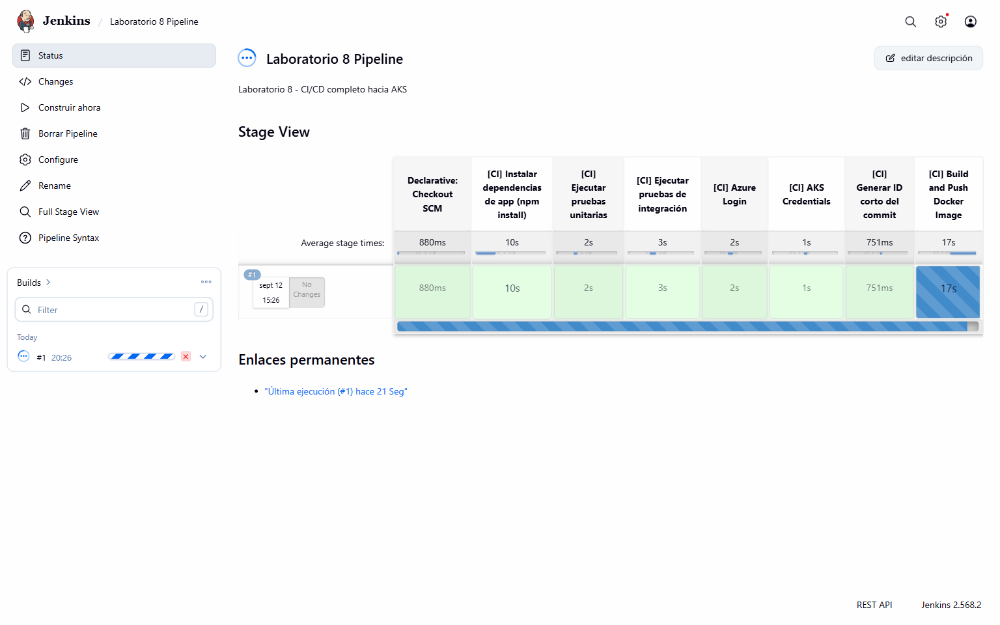 Jenkins / Laboratorio 8 Pipeline
Status
Changes
Construir ahora
Borrar Pipeline
Configure
Rename
Full Stage View
Pipeline Syntax
Builds
Filter /
Today
#1 20:26
Laboratorio 8 Pipeline
editar descripción
Laboratorio 8 - CI/CD completo hacia AKS
Stage View
Declarative:
Checkout
SCM
[CI] Instalar
dependencias
de app (npm
install)
[CI]
Ejecutar
pruebas
unitarias
[CI] Ejecutar
pruebas de
integración
[CI] Azure
Login
[CI] AKS
Credentials
[CI]
Generar ID
corto del
commit
[CI] Build
and Push
Docker
Image
Average stage times: 880ms 10s 2s 3s 2s 1s 751ms 17s
#1
sept 12
15:26
No
Changes
880ms 10s 2s 3s 2s 1s 751ms 17s
Enlaces permanentes
"Última ejecución (#1) hace 21 Seg"
REST API Jenkins 2.568.2